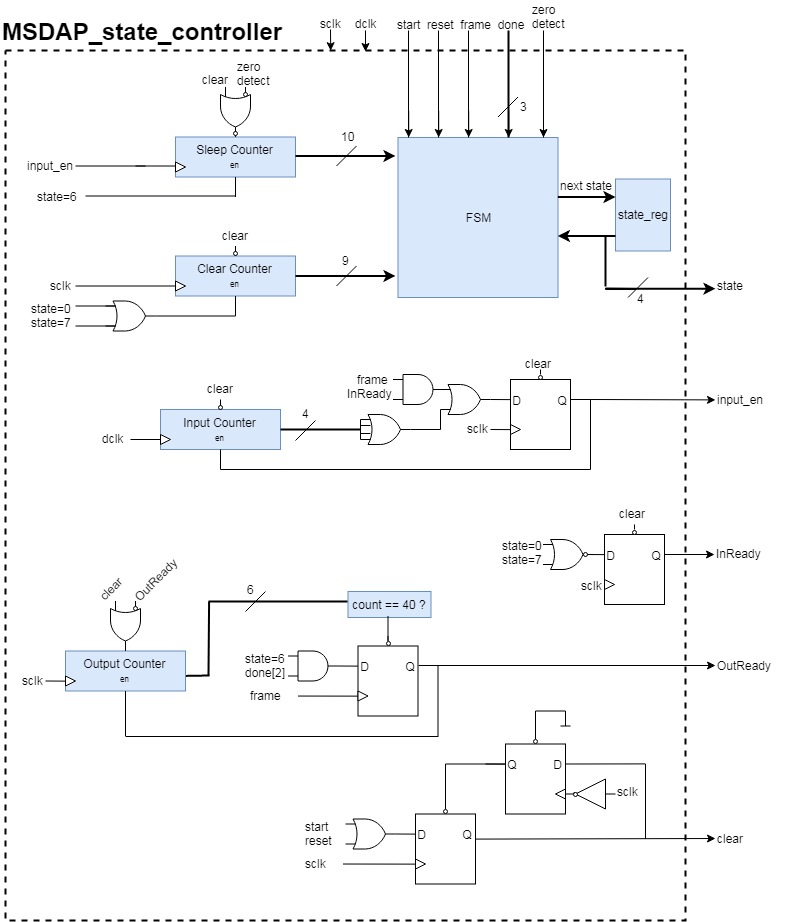 MSDAP_state_controller
sclk
dclk
start
reset
frame
done
zero
detect
3
clear
zero
detect
Sleep Counter
en
input_en
state=6
10
FSM
next state
state_reg
4
state
clear
Clear Counter
en
sclk
state=0
state=7
9
clear
Input Counter
en
dclk
4
frame
InReady
clear
D
Q
sclk
input_en
clear
state=0
state=7
D
Q
sclk
InReady
clear
OutReady
Output Counter
en
sclk
6
count == 40 ?
state=6
done[2]
frame
D
Q
OutReady
Q
D
sclk
start
reset
sclk
D
Q
clear